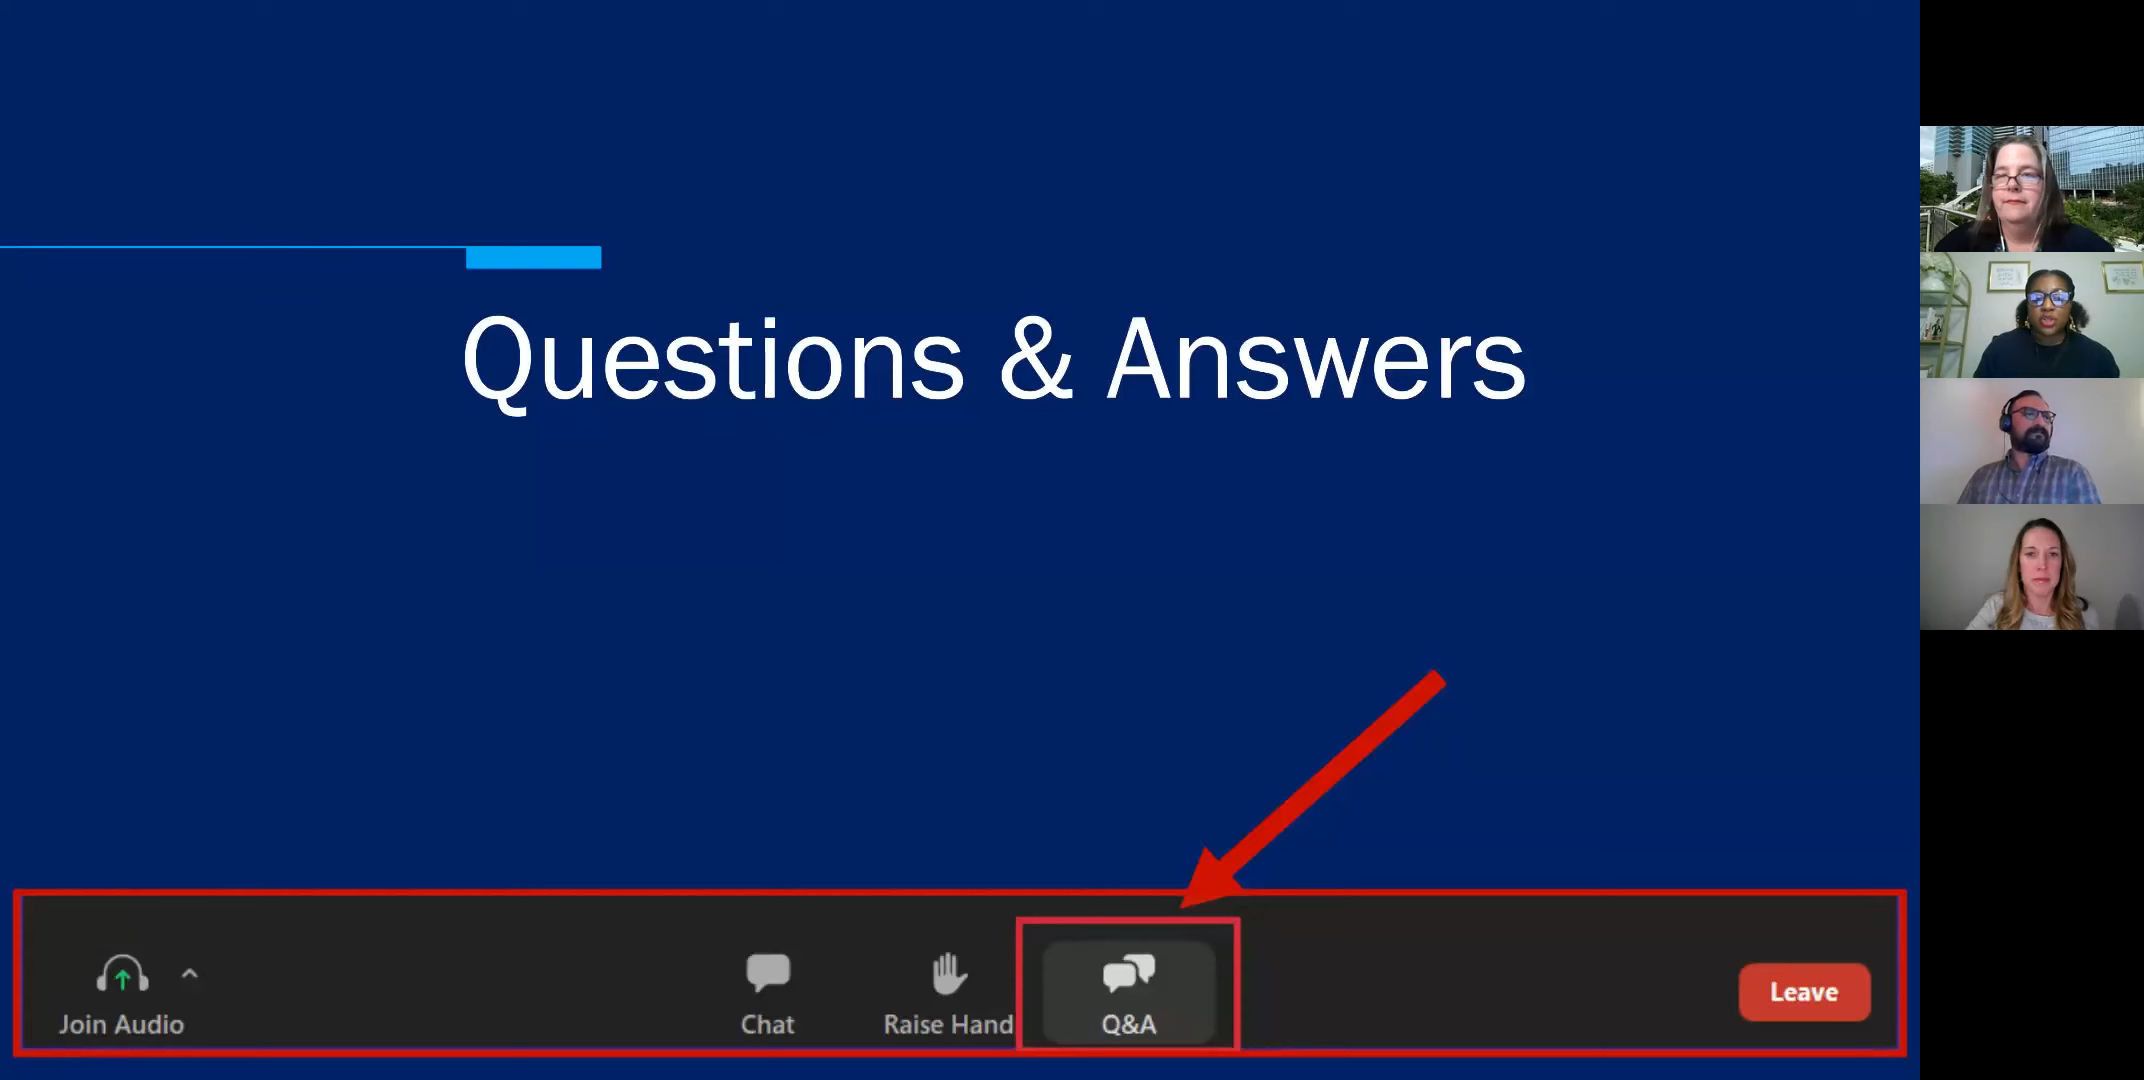 Questions & Answers
Join Audio
Chat
Raise Hand
Q&A
Leave